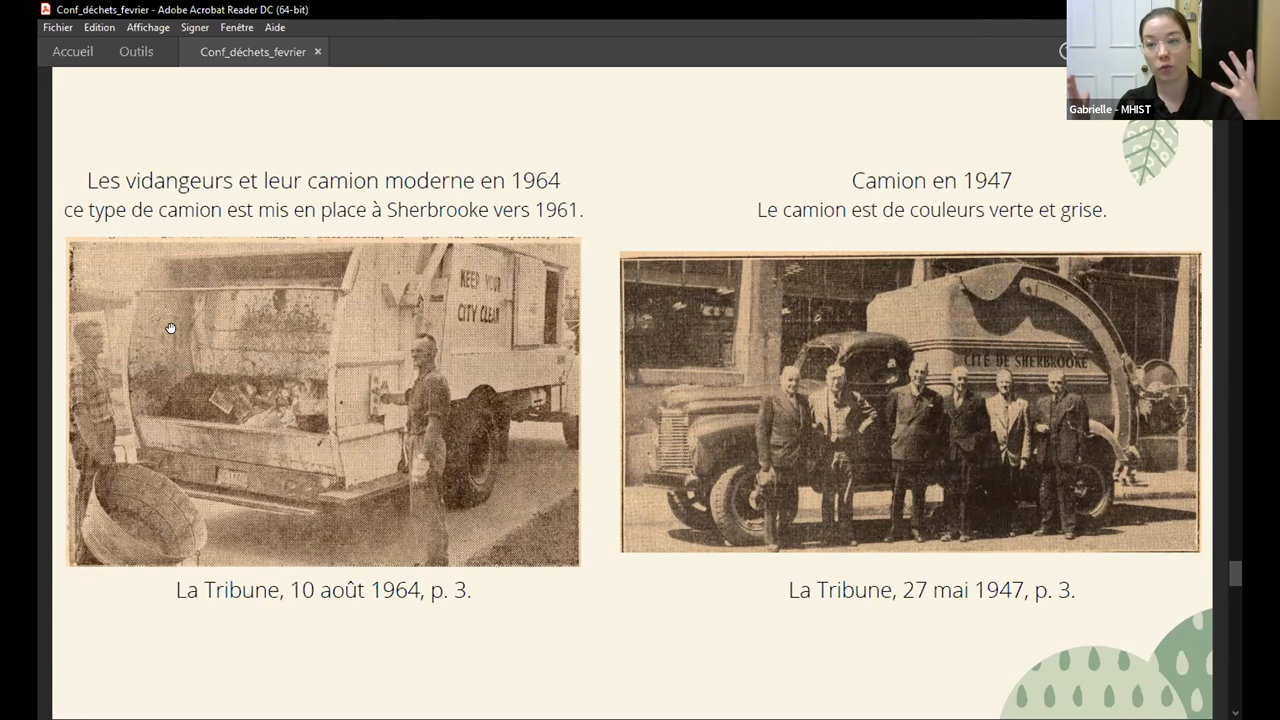 Conf_déchets_fevrier - Adobe Acrobat Reader DC (64-bit)
Fichier Edition Affichage Signer Fenêtre Aide
Accueil Outils Conf_déchets_fevrier ×
Gabrielle - MHIST
Les vidangeurs et leur camion moderne en 1964
ce type de camion est mis en place à Sherbrooke vers 1961.
KEEP YOUR
CITY CLEAN
La Tribune, 10 août 1964, p. 3.
Camion en 1947
Le camion est de couleurs verte et grise.
CITÉ DE SHERBROOKE
La Tribune, 27 mai 1947, p. 3.